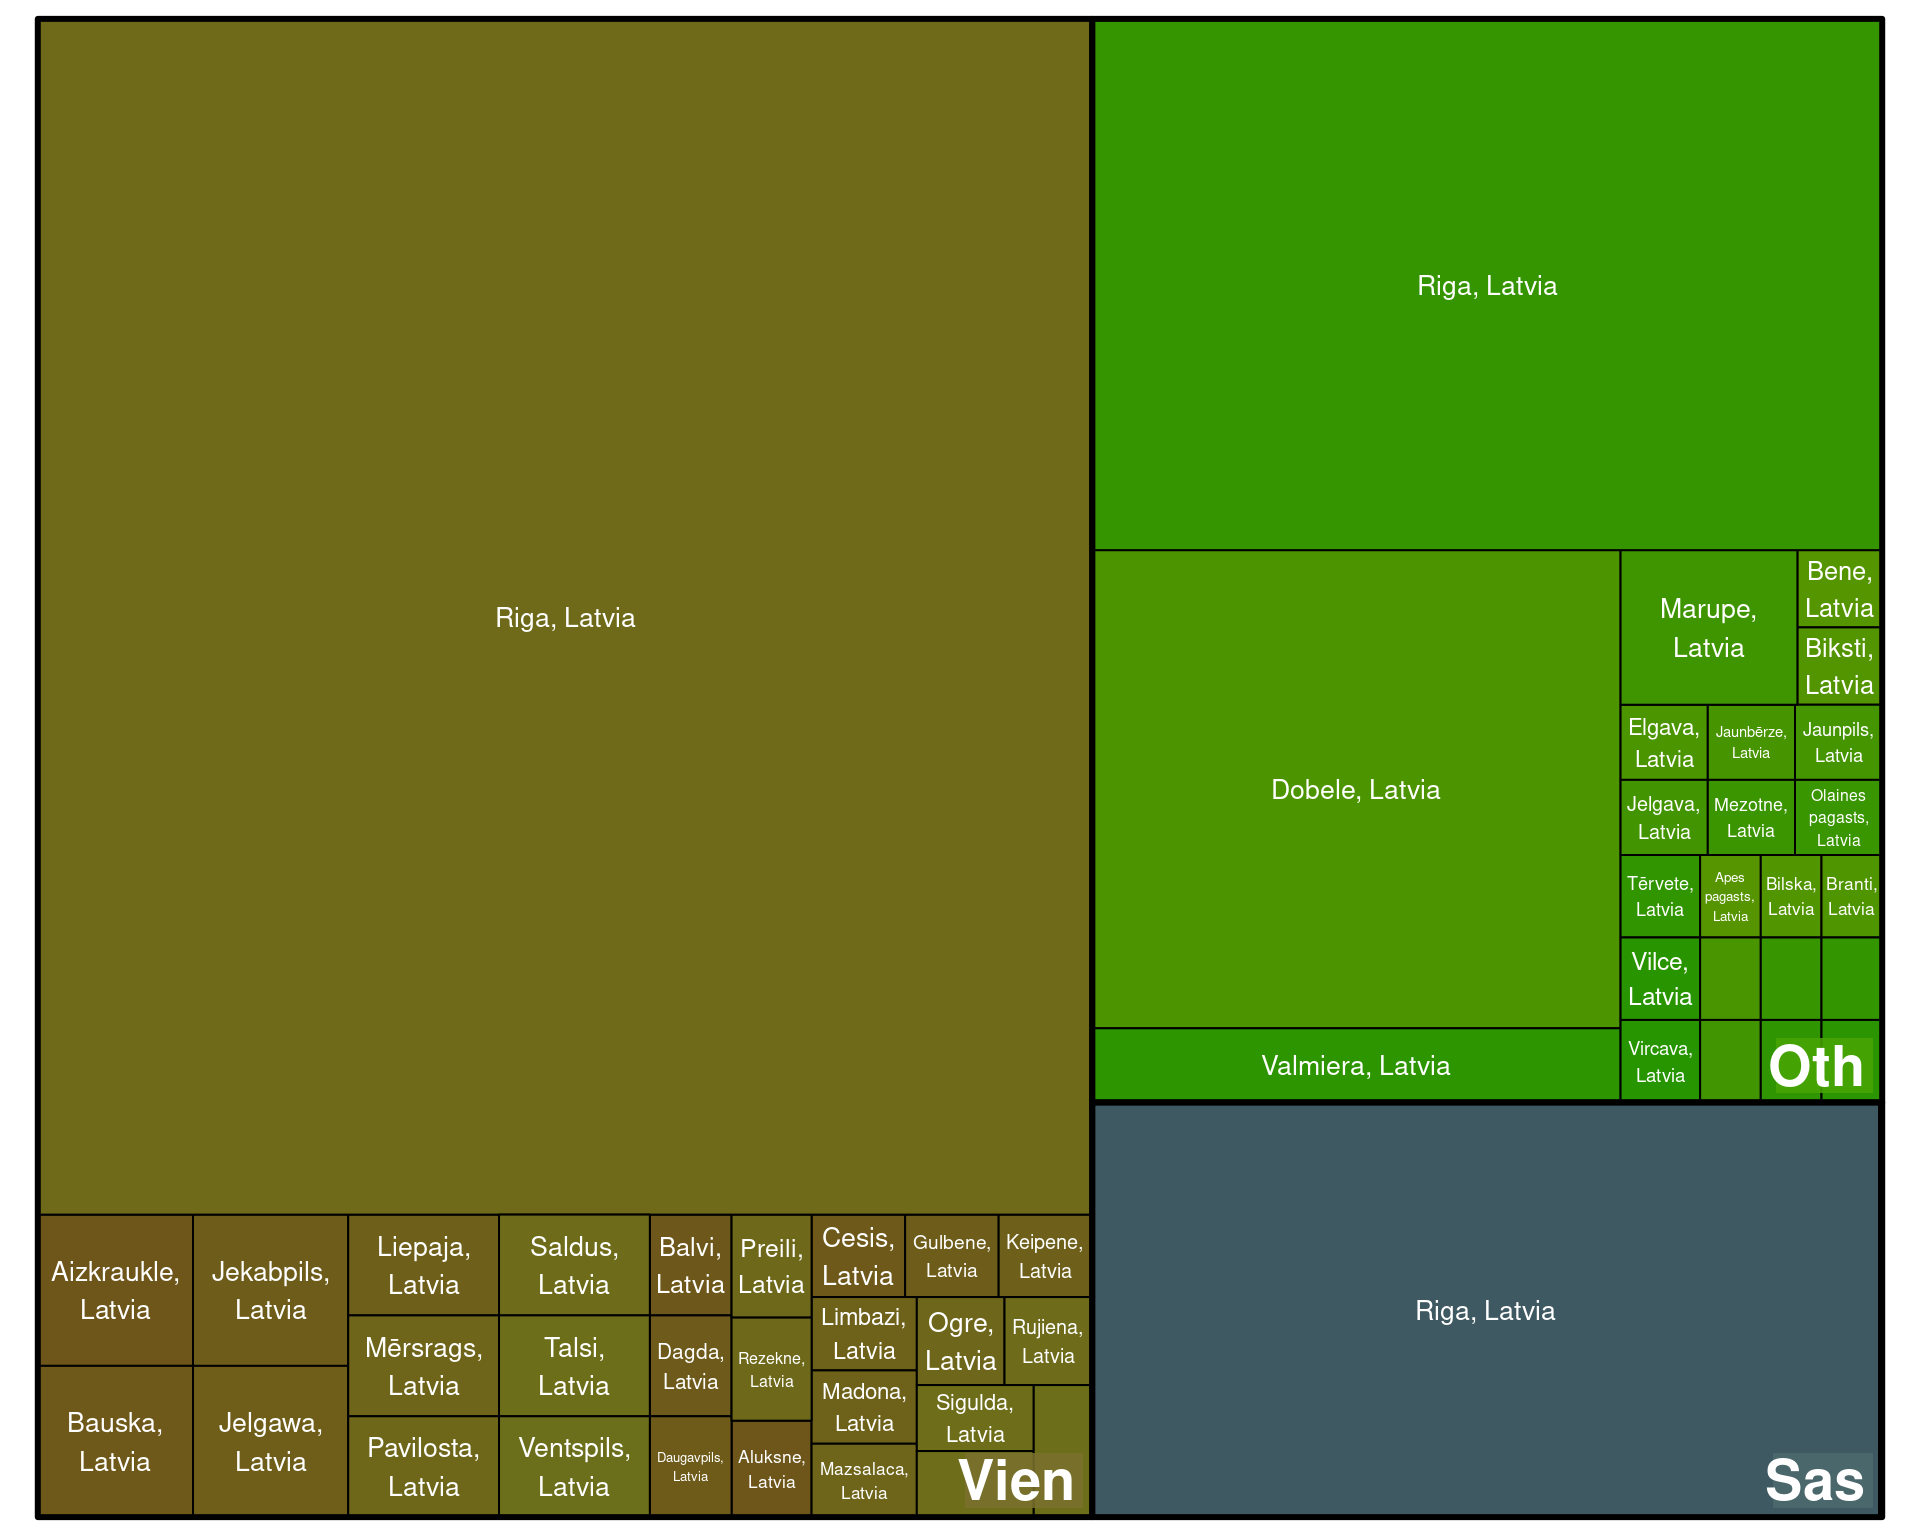 Riga, Latvia
Aizkraukle,
Latvia
Bauska,
Latvia
Jekabpils,
Latvia
Jelgawa,
Latvia
Liepaja,
Latvia
Mērsrags,
Latvia
Pavilosta,
Latvia
Saldus,
Latvia
Talsi,
Latvia
Ventspils,
Latvia
Balvi,
Latvia
Dagda,
Latvia
Daugavpils,
Latvia
Preili,
Latvia
Rezekne,
Latvia
Aluksne,
Latvia
Cesis,
Latvia
Gulbene,
Latvia
Keipene,
Latvia
Limbazi,
Latvia
Madona,
Latvia
Mazsalaca,
Latvia
Ogre,
Latvia
Rujiena,
Latvia
Sigulda,
Latvia
Vien
Riga, Latvia
Dobele, Latvia
Valmiera, Latvia
Marupe,
Latvia
Bene,
Latvia
Biksti,
Latvia
Elgava,
Latvia
Jaunbērze,
Latvia
Jaunpils,
Latvia
Jelgava,
Latvia
Mezotne,
Latvia
Olaines
pagasts,
Latvia
Tērvete,
Latvia
Apes
pagasts,
Latvia
Bilska,
Latvia
Branti,
Latvia
Vilce,
Latvia
Vircava,
Latvia
Oth
Riga, Latvia
Sas